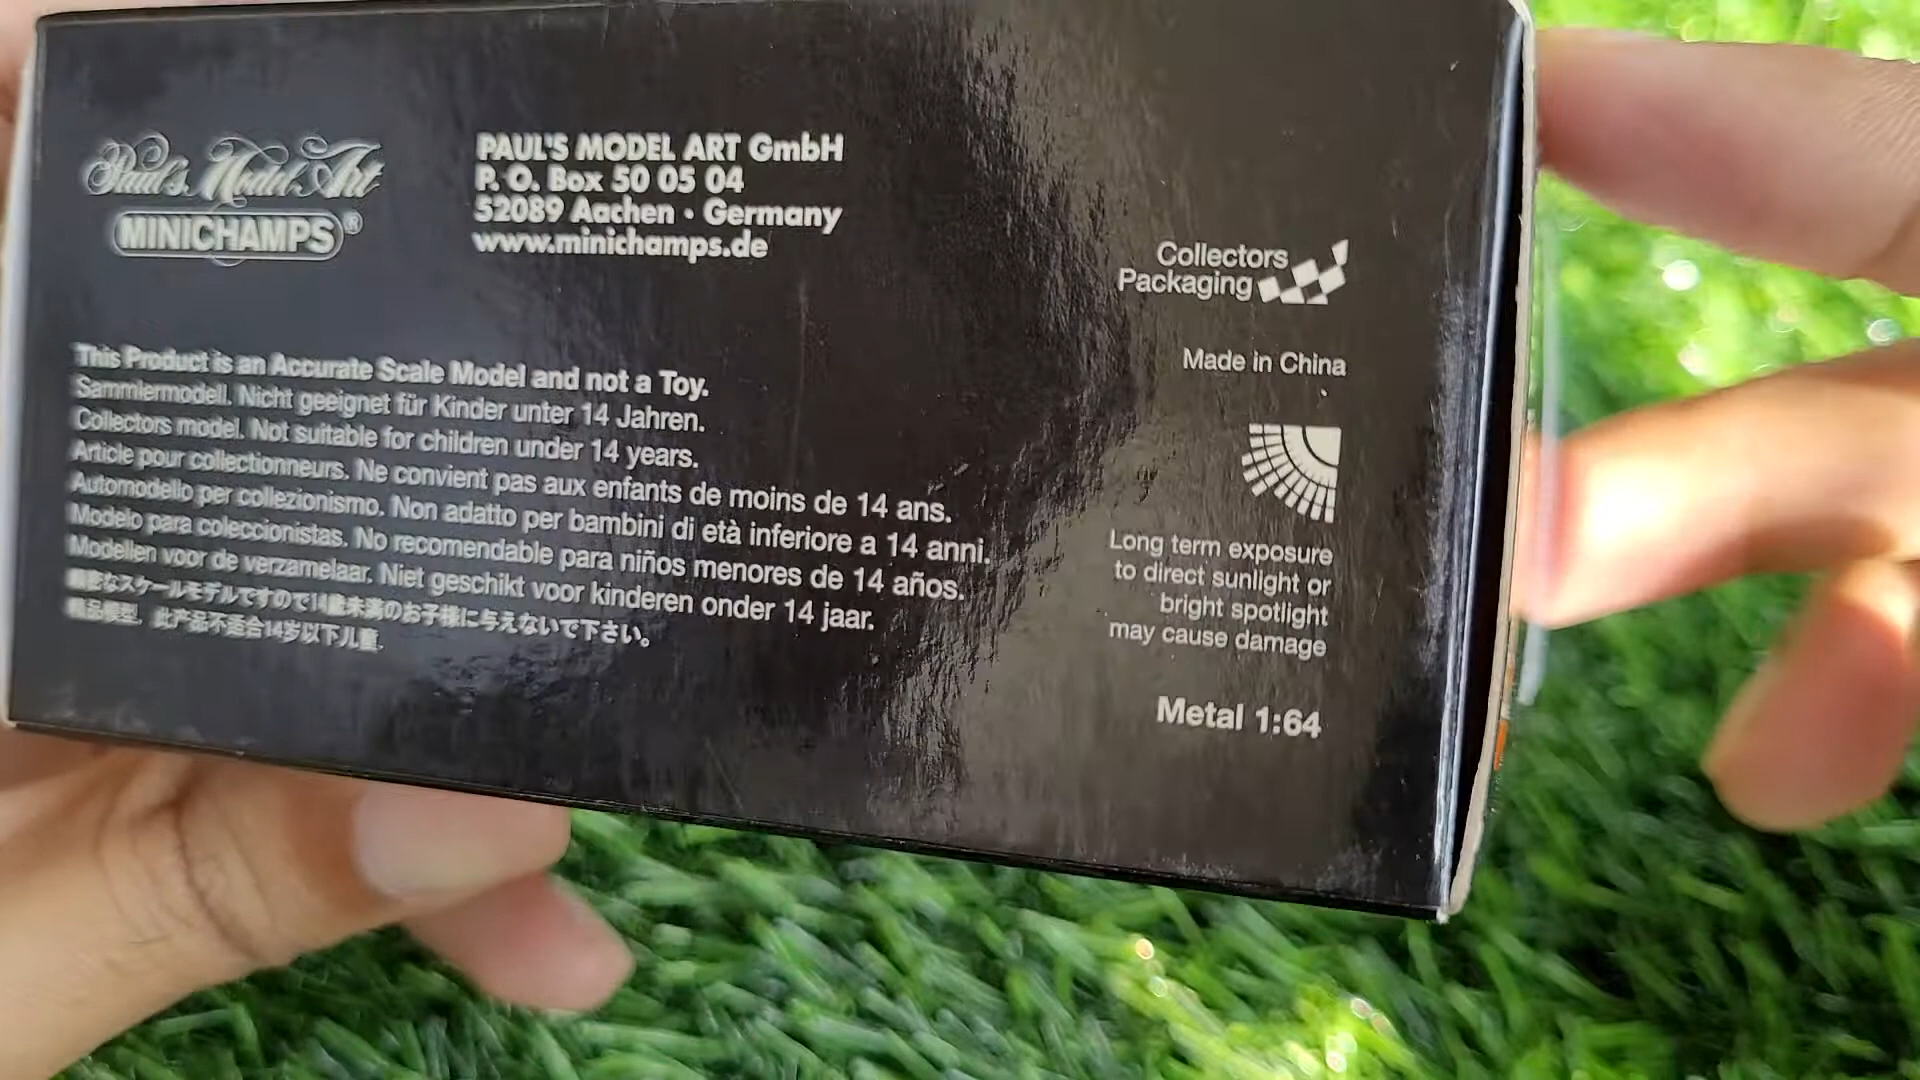 Paul's Model Art
MINICHAMPS®
PAUL'S MODEL ART GmbH
P. O. Box 50 05 04
52089 Aachen • Germany
www.minichamps.de
This Product is an Accurate Scale Model and not a Toy.
Sammlermodell. Nicht geeignet für Kinder unter 14 Jahren.
Collectors model. Not suitable for children under 14 years.
Article pour collectionneurs. Ne convient pas aux enfants de moins de 14 ans.
Automodello per collezionismo. Non adatto per bambini di età inferiore a 14 anni.
Modelo para coleccionistas. No recomendable para niños menores de 14 años.
Modellen voor de verzamelaar. Niet geschikt voor kinderen onder 14 jaar.
精密なスケールモデルですので14歳未満のお子様に与えないで下さい。
精品模型，此产品不适合14岁以下儿童.
Collectors
Packaging
Made in China
Long term exposure
to direct sunlight or
bright spotlight
may cause damage
Metal 1:64